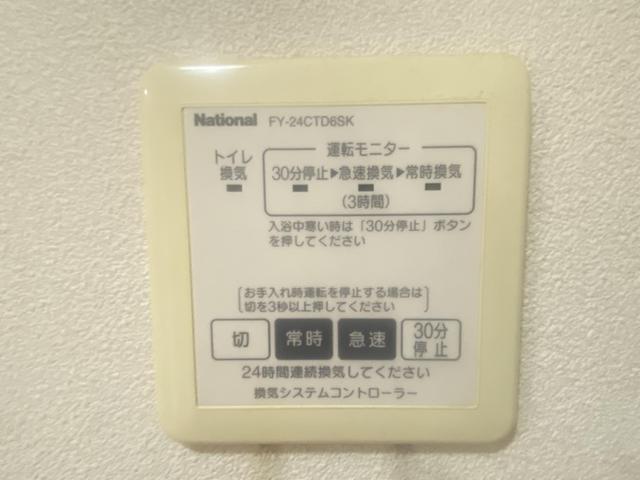 National FY-24CTD6SK
トイレ
換気
運転モニター
30分停止▶急速換気▶常時換気
(3時間)
入浴中寒い時は「30分停止」ボタン
を押してください
お手入れ時運転を停止する場合は
切を3秒以上押してください
切 常時 急速 30分停止
24時間連続換気してください
換気システムコントローラー